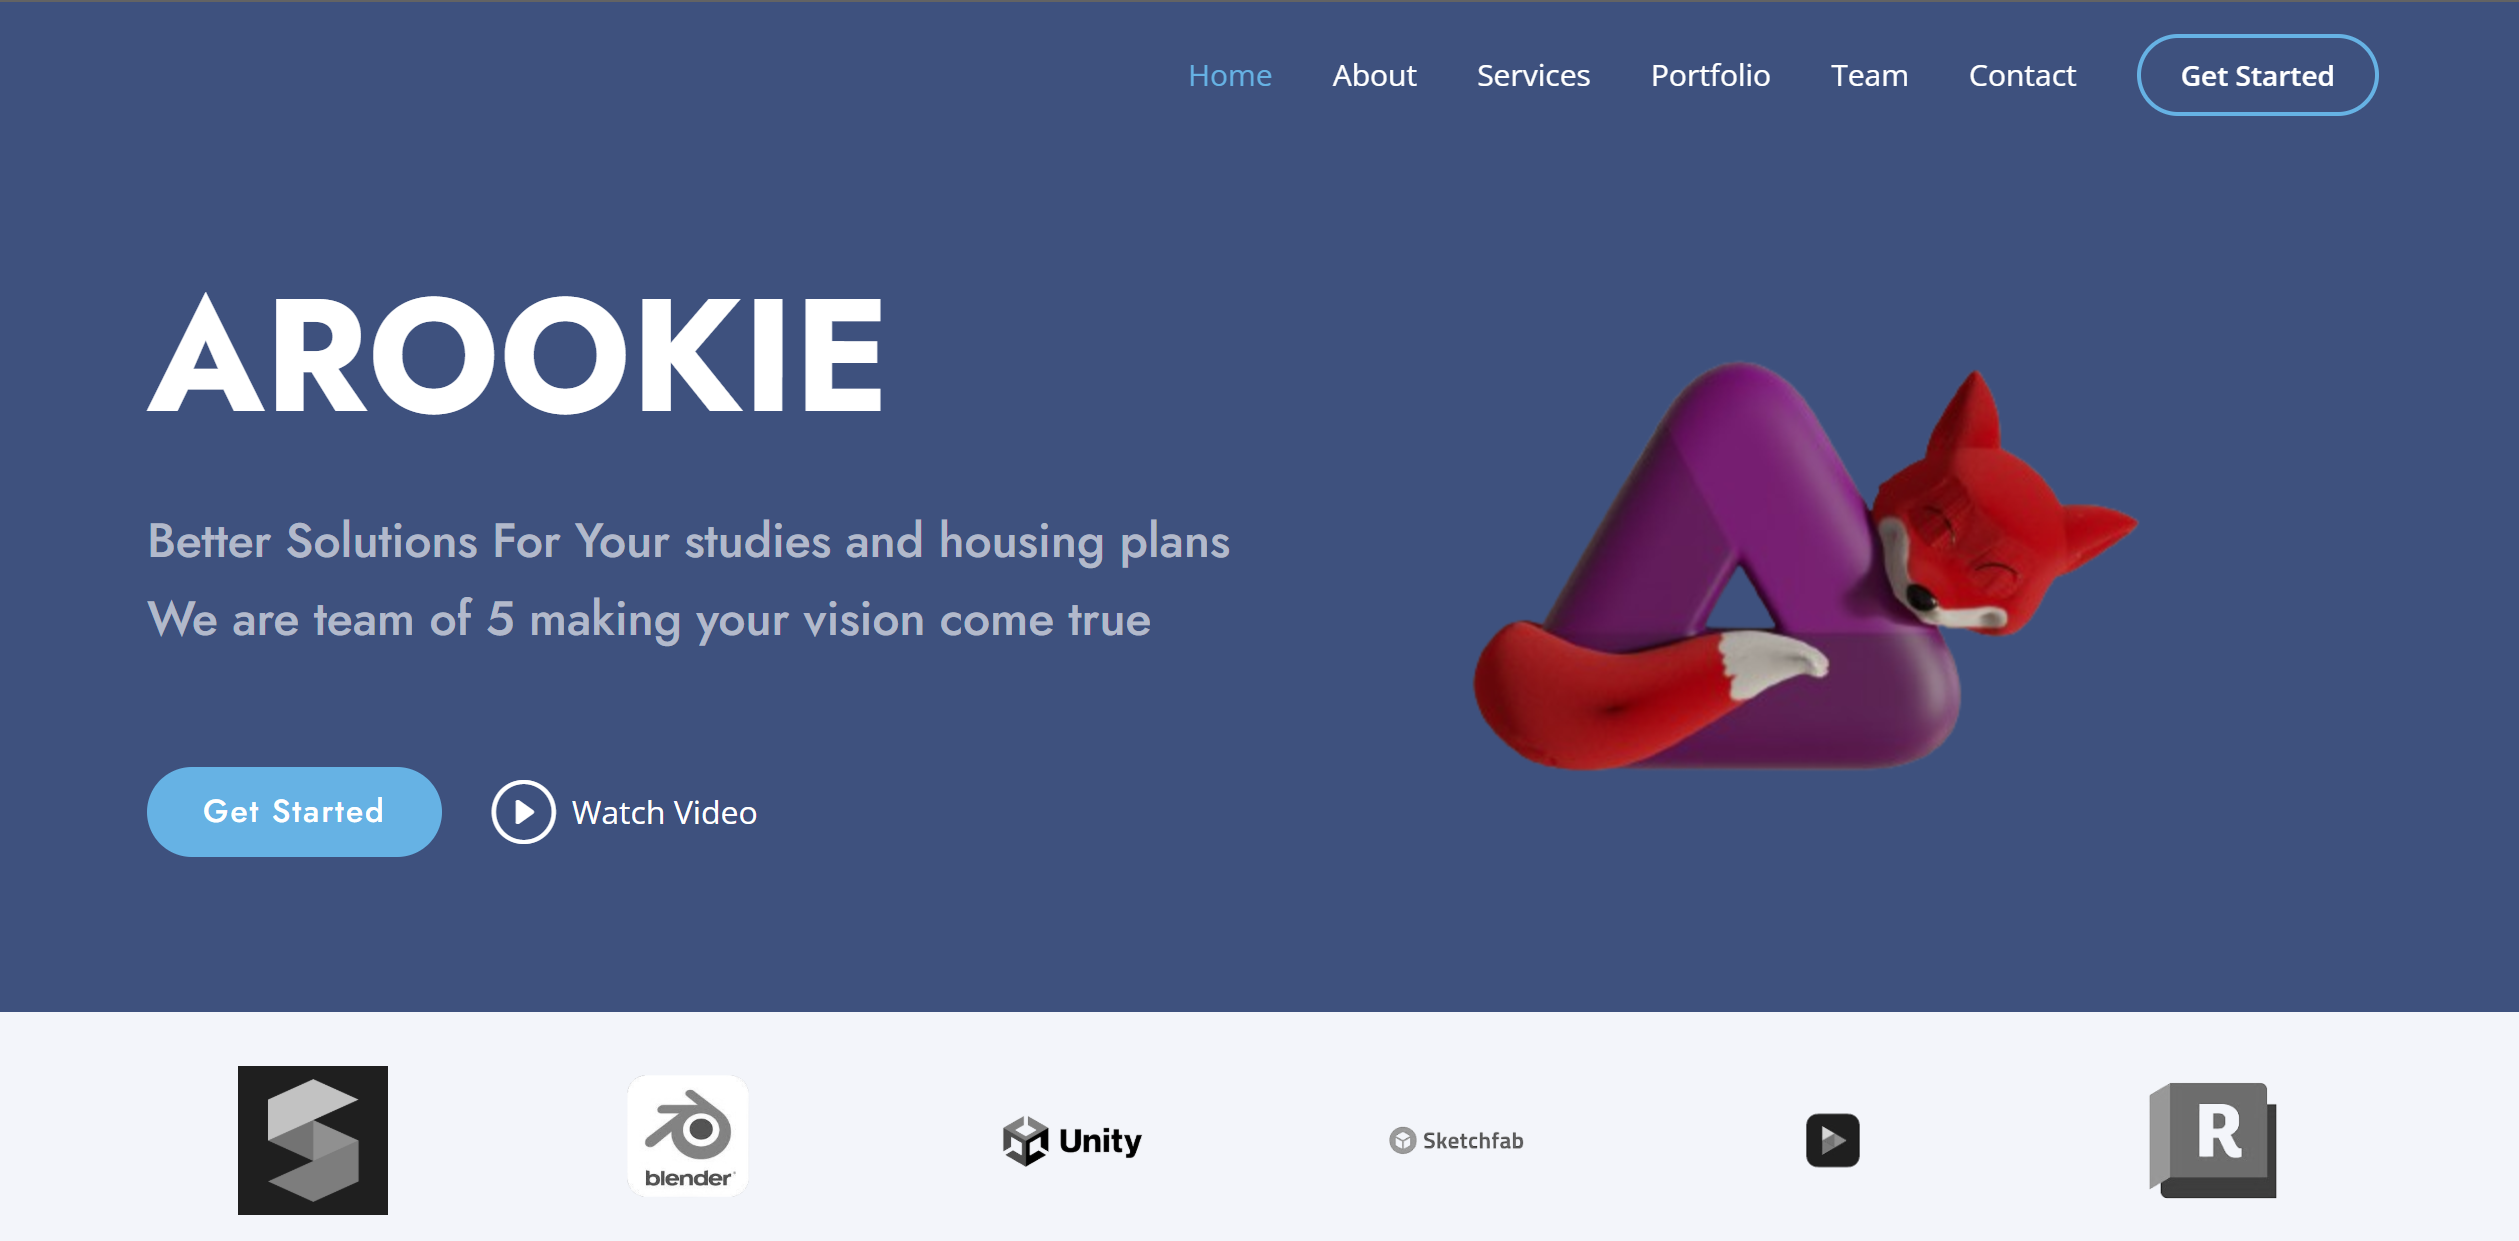 Home About Services Portfolio Team Contact Get Started
AROOKIE
Better Solutions For Your studies and housing plans
We are team of 5 making your vision come true
Get Started Watch Video
blender
Unity
Sketchfab
R